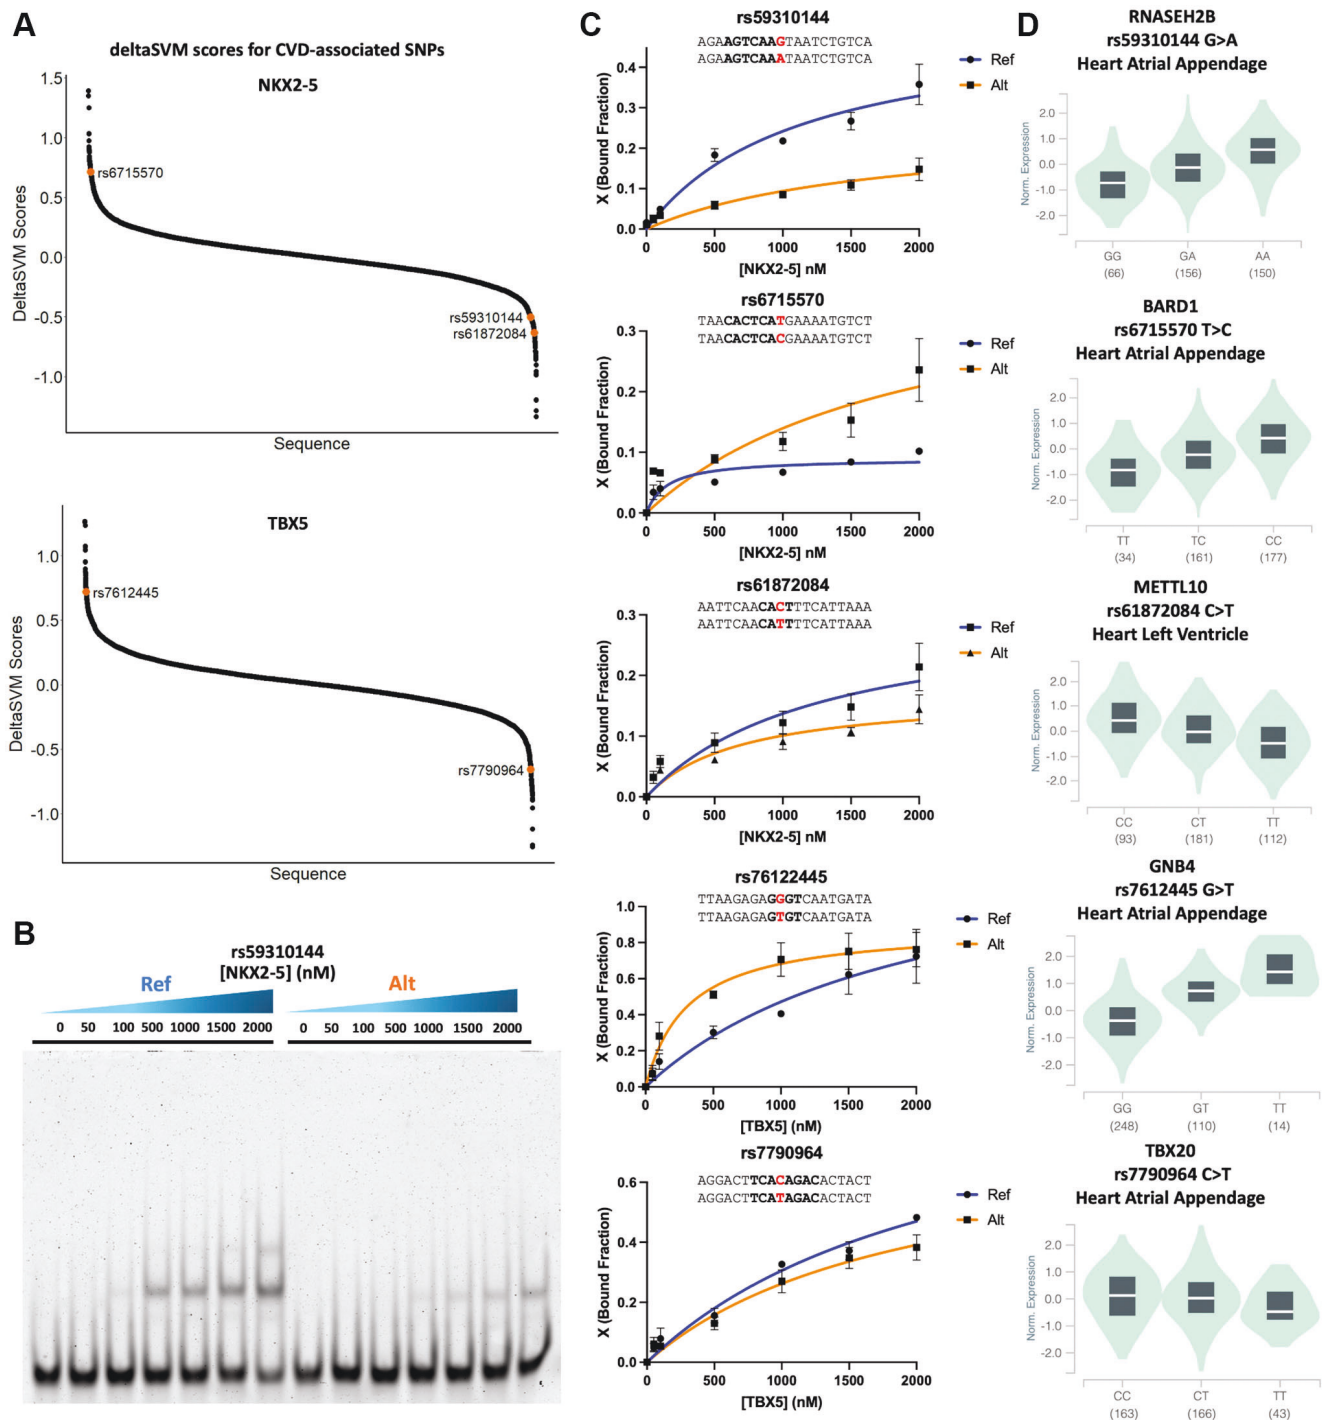 A
deltaSVM scores for CVD-associated SNPs
NKX2-5
DeltaSVM Scores
1.5
1.0
0.5
0.0
-0.5
-1.0
rs6715570
rs59310144
rs61872084
Sequence
TBX5
DeltaSVM Scores
1.0
0.5
0.0
-0.5
-1.0
rs7612445
rs7790964
Sequence
B
rs59310144
[NKX2-5] (nM)
Ref
Alt
0 50 100 500 1000 1500 2000 0 50 100 500 1000 1500 2000
C
rs59310144
AGAAGTCAAGTAATCTGTCA
AGAAGTCAAATAATCTGTCA
X (Bound Fraction)
0.4
0.3
0.2
0.1
0.0
0 500 1000 1500 2000
[NKX2-5] nM
Ref
Alt
rs6715570
TAACACTCATGAAAATGTCT
TAACACTCACGAAAATGTCT
X (Bound Fraction)
0.3
0.2
0.1
0.0
0 500 1000 1500 2000
[NKX2-5] nM
Ref
Alt
rs61872084
AATTCAACACTTTCATTAAA
AATTCAACATTTTCATTAAA
X (Bound Fraction)
0.3
0.2
0.1
0.0
0 500 1000 1500 2000
[NKX2-5] nM
Ref
Alt
rs76122445
TTAAGAGAGGGTCAATGATA
TTAAGAGAGTGTCAATGATA
X (Bound Fraction)
1.0
0.8
0.6
0.4
0.2
0.0
0 500 1000 1500 2000
[TBX5] (nM)
Ref
Alt
rs7790964
AGGACTTCACAGACACTACT
AGGACTTCATAGACACTACT
X (Bound Fraction)
0.6
0.4
0.2
0.0
0 500 1000 1500 2000
[TBX5] (nM)
Ref
Alt
D
RNASEH2B
rs59310144 G>A
Heart Atrial Appendage
Norm. Expression
2.0
1.0
0.0
-1.0
-2.0
GG GA AA
(66) (156) (150)
BARD1
rs6715570 T>C
Heart Atrial Appendage
Norm. Expression
2.0
1.0
0.0
-1.0
-2.0
TT TC CC
(34) (161) (177)
METTL10
rs61872084 C>T
Heart Left Ventricle
Norm. Expression
2.0
1.0
0.0
-1.0
-2.0
CC CT TT
(93) (181) (112)
GNB4
rs7612445 G>T
Heart Atrial Appendage
Norm. Expression
2.0
1.0
0.0
-1.0
-2.0
GG GT TT
(248) (110) (14)
TBX20
rs7790964 C>T
Heart Atrial Appendage
Norm. Expression
2.0
1.0
0.0
-1.0
-2.0
CC CT TT
(163) (166) (43)